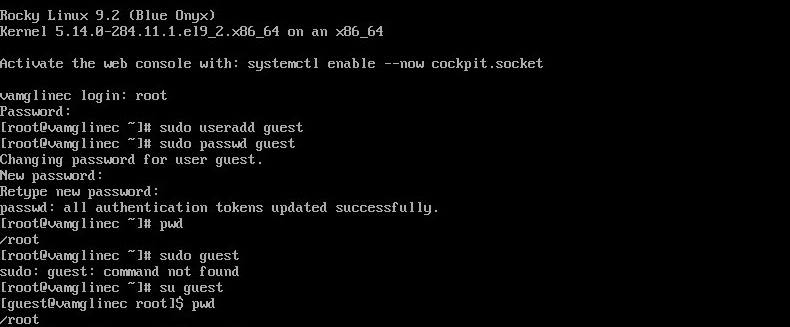 Rocky Linux 9.2 (Blue Onyx)
Kernel 5.14.0-284.11.1.el9_2.x86_64 on an x86_64
Activate the web console with: systemctl enable --now cockpit.socket
vamglinec login: root
Password:
[root@vamglinec ~]# sudo useradd guest
[root@vamglinec ~]# sudo passwd guest
Changing password for user guest.
New password:
Retype new password:
passwd: all authentication tokens updated successfully.
[root@vamglinec ~]# pwd
/root
[root@vamglinec ~]# sudo guest
sudo: guest: command not found
[root@vamglinec ~]# su guest
[guest@vamglinec root]$ pwd
/root